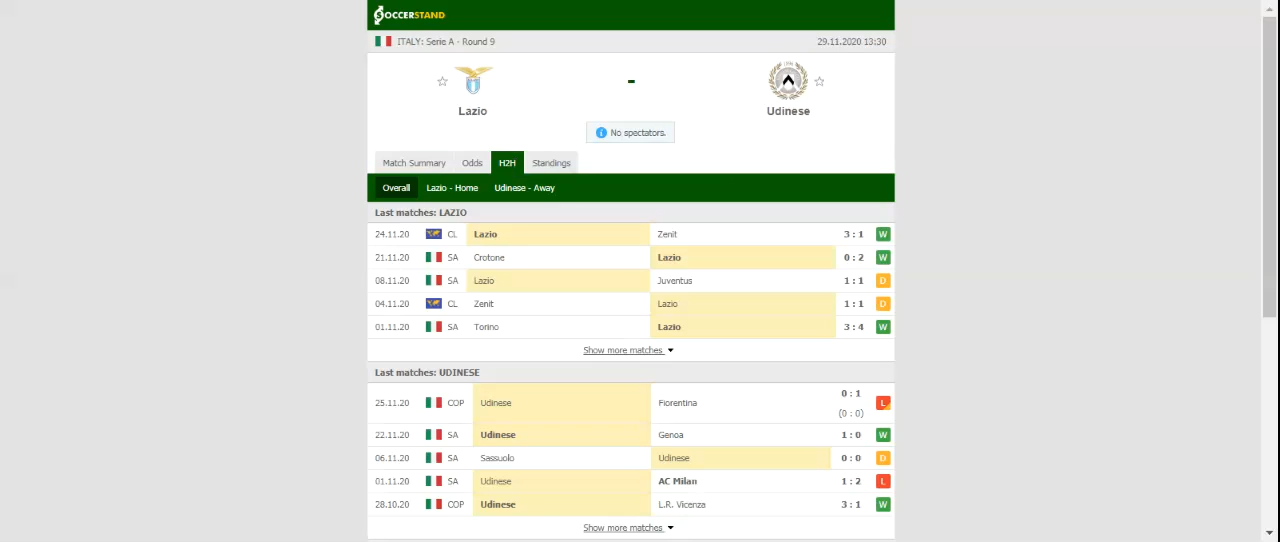 SOCCERSTAND
ITALY: Serie A - Round 9 29.11.2020 13:30
-
Lazio Udinese
No spectators.
Match Summary Odds H2H Standings
Overall Lazio - Home Udinese - Away
Last matches: LAZIO
24.11.20 CL Lazio Zenit 3 : 1 W
21.11.20 SA Crotone Lazio 0 : 2 W
08.11.20 SA Lazio Juventus 1 : 1 D
04.11.20 CL Zenit Lazio 1 : 1 D
01.11.20 SA Torino Lazio 3 : 4 W
Show more matches
Last matches: UDINESE
25.11.20 COP Udinese Fiorentina 0 : 1 (0 : 0) L
22.11.20 SA Udinese Genoa 1 : 0 W
06.11.20 SA Sassuolo Udinese 0 : 0 D
01.11.20 SA Udinese AC Milan 1 : 2 L
28.10.20 COP Udinese L.R. Vicenza 3 : 1 W
Show more matches